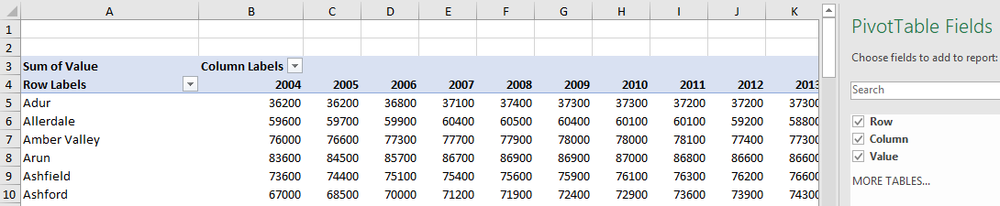 A B C D E F G H I J K
1
2
3 Sum of Value Column Labels
4 Row Labels 2004 2005 2006 2007 2008 2009 2010 2011 2012 2013
5 Adur 36200 36200 36800 37100 37400 37300 37300 37200 37200 37300
6 Allerdale 59600 59700 59900 60400 60500 60400 60100 60100 59200 58800
7 Amber Valley 76000 76600 77300 77700 77900 78000 78000 78100 77400 77300
8 Arun 83600 84500 85700 86700 86900 86900 87000 86800 86600 86600
9 Ashfield 73600 74400 75100 75400 75600 75900 76100 76300 76200 76600
10 Ashford 67000 68500 70000 71200 71900 72400 72900 73600 73900 74300
PivotTable Fields
Choose fields to add to report:
Search
Row
Column
Value
MORE TABLES...